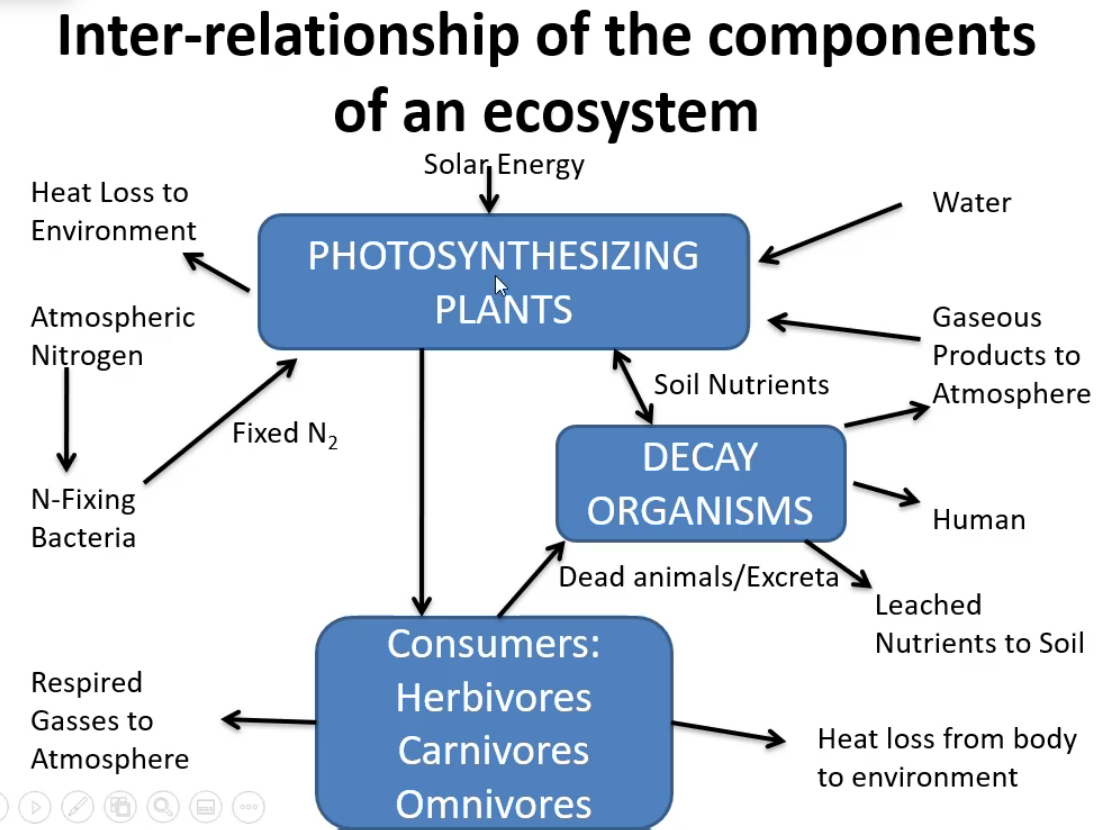 Inter-relationship of the components
of an ecosystem
Solar Energy
Heat Loss to
Environment
Water
PHOTOSYNTHESIZING
PLANTS
Atmospheric
Nitrogen
Gaseous
Products to
Atmosphere
Soil Nutrients
Fixed N₂
DECAY
ORGANISMS
N-Fixing
Bacteria
Human
Dead animals/Excreta
Leached
Nutrients to Soil
Consumers:
Herbivores
Carnivores
Omnivores
Respired
Gasses to
Atmosphere
Heat loss from body
to environment